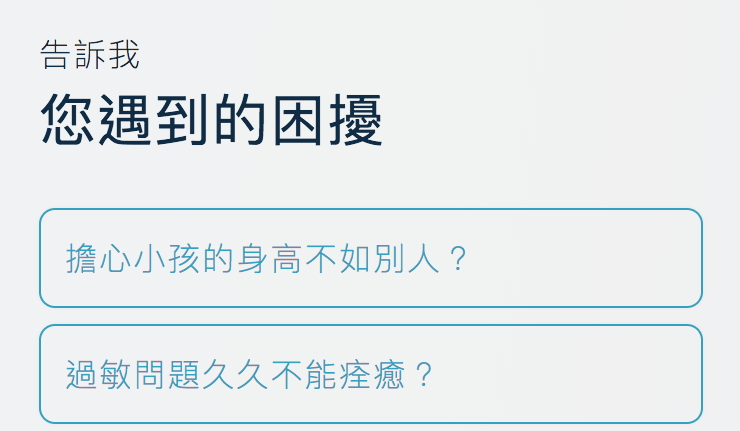 告訴我
您遇到的困擾
擔心小孩的身高不如別人？
過敏問題久久不能痊癒？